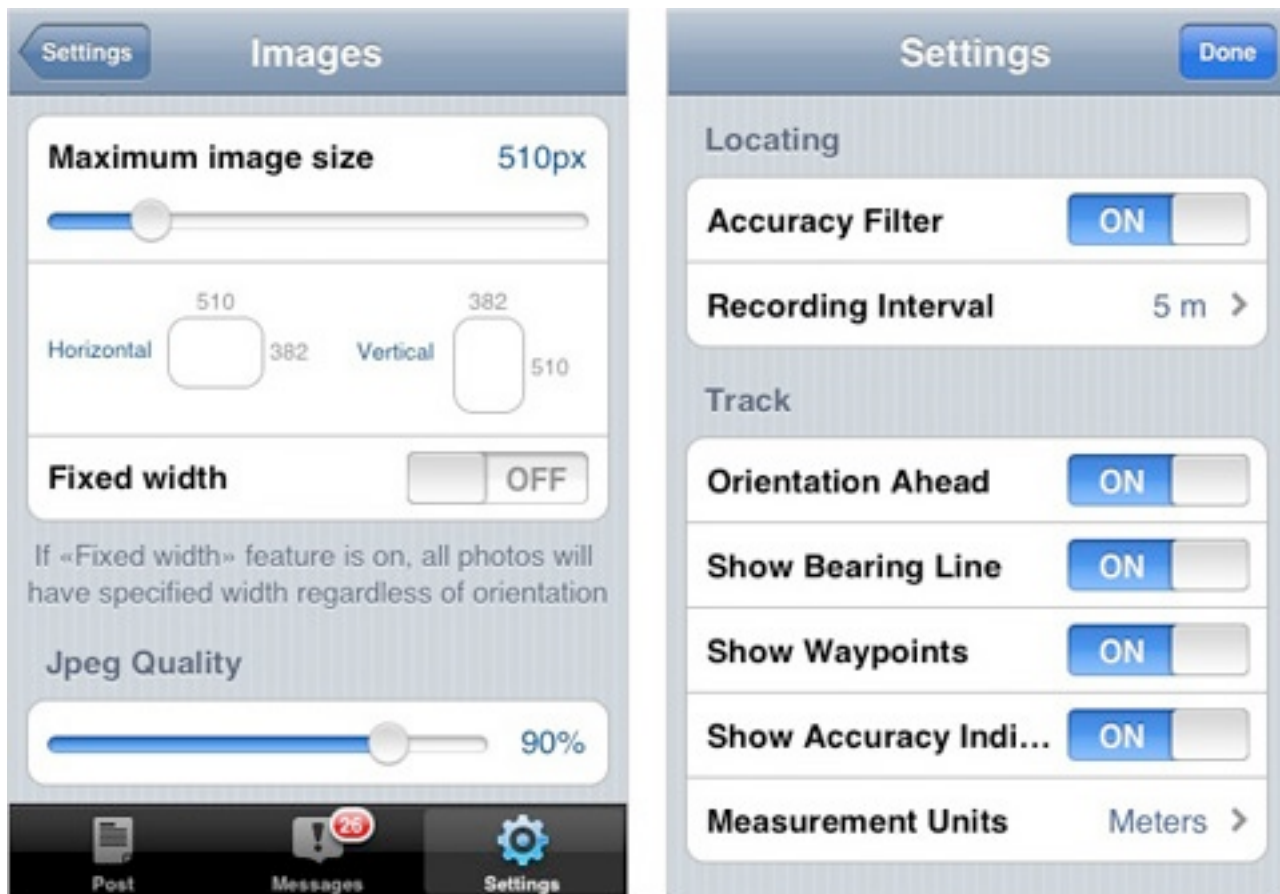 Settings
Images
Maximum image size 510px
510
382
Horizontal
382
Vertical
510
Fixed width OFF
If «Fixed width» feature is on, all photos will
have specified width regardless of orientation
Jpeg Quality
90%
26
Post Messages Settings
Settings
Done
Locating
Accuracy Filter ON
Recording Interval 5 m >
Track
Orientation Ahead ON
Show Bearing Line ON
Show Waypoints ON
Show Accuracy Indi... ON
Measurement Units Meters >